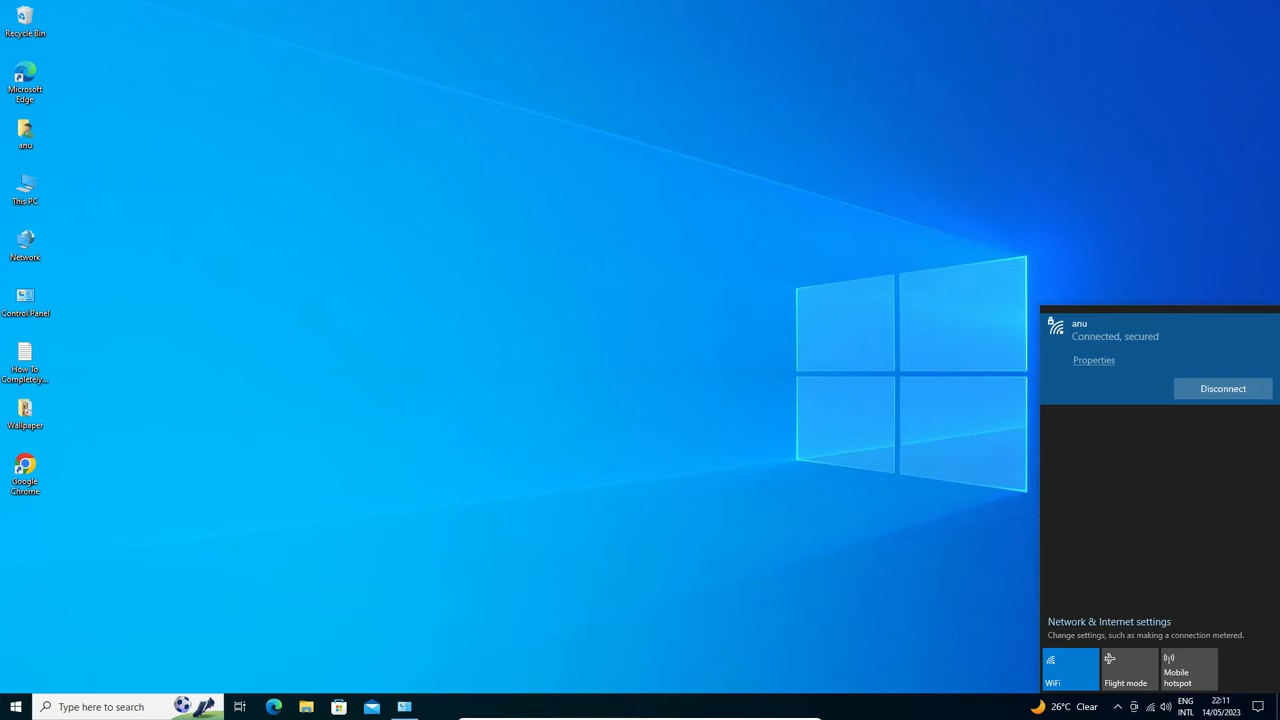 Recycle Bin
Microsoft
Edge
anu
This PC
Network
Control Panel
How To
Completely...
Wallpaper
Google
Chrome
anu
Connected, secured
Properties
Disconnect
Network & Internet settings
Change settings, such as making a connection metered.
WiFi
Flight mode
Mobile
hotspot
Type here to search
26°C Clear
ENG
INTL
22:11
14/05/2023